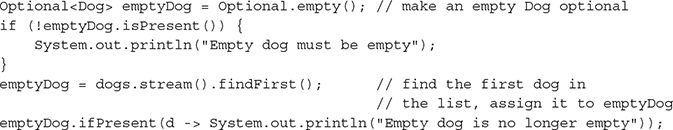 Optional<Dog> emptyDog = Optional.empty(); // make an empty Dog optional
if (!emptyDog.isPresent()) {
    System.out.println("Empty dog must be empty");
}
emptyDog = dogs.stream().findFirst();      // find the first dog in
                                           // the list, assign it to emptyDog
emptyDog.ifPresent(d -> System.out.println("Empty dog is no longer empty"));